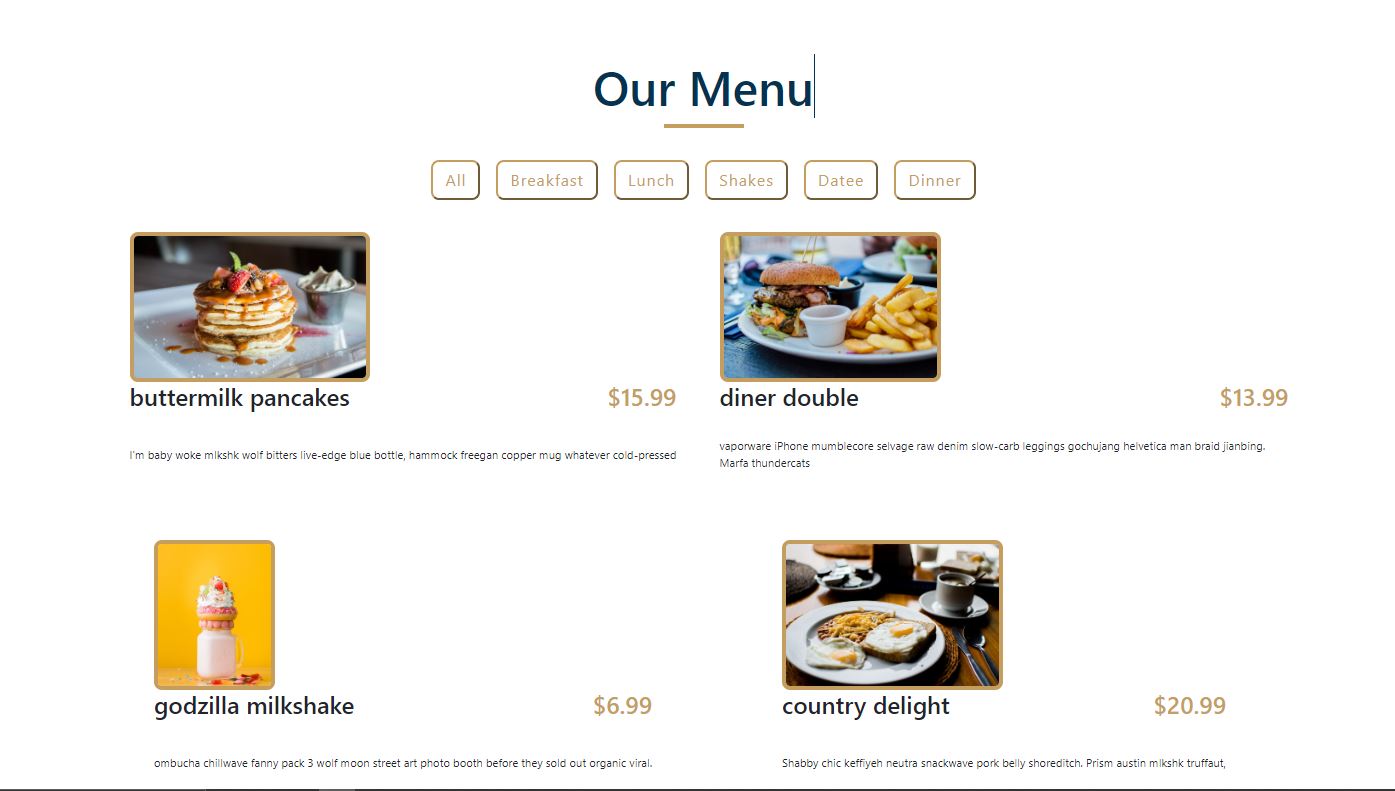 Our Menu
All Breakfast Lunch Shakes Datee Dinner
buttermilk pancakes $15.99
I'm baby woke mlkshk wolf bitters live-edge blue bottle, hammock freegan copper mug whatever cold-pressed
diner double $13.99
vaporware iPhone mumblecore selvage raw denim slow-carb leggings gochujang helvetica man braid jianbing.
Marfa thundercats
godzilla milkshake $6.99
ombucha chillwave fanny pack 3 wolf moon street art photo booth before they sold out organic viral.
country delight $20.99
Shabby chic keffiyeh neutra snackwave pork belly shoreditch. Prism austin mlkshk truffaut,